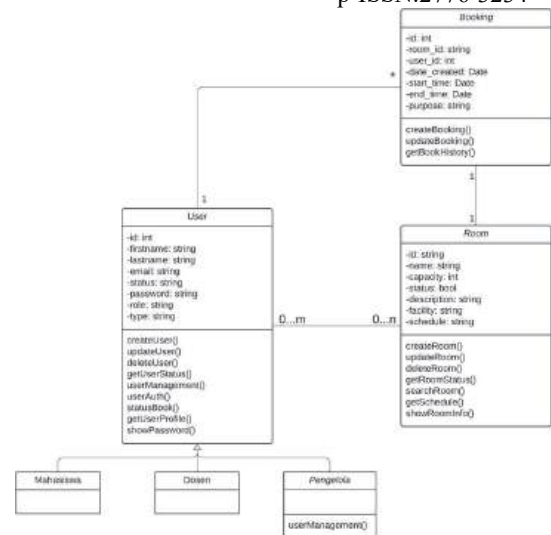 p-ISSN:2776-3234
Booking
-id: int
-room_id: string
-user_id: int
-date_created: Date
-start_time: Date
-end_time: Date
-purpose: string
createBooking()
updateBooking()
getBookHistoty()
*
1
1
1
User
-id: int
-firstname: string
-lastname: string
-email: string
-status: string
-password: string
-role: string
-type: string
createUser()
updateUser()
deleteUser()
getUserStatus()
userManagement()
userAuth()
statusBook()
getUserProfile()
showPassword()
0...m
0...n
Room
-id: string
-name: string
-capacity: int
-status: bool
-description: string
-facility: string
-schedule: string
createRoom()
updateRoom()
deleteRoom()
getRoomStatus()
searchRoom()
getSchedule()
showRoomInfo()
Mahasiswa
Dosen
Pengelola
userManagement()